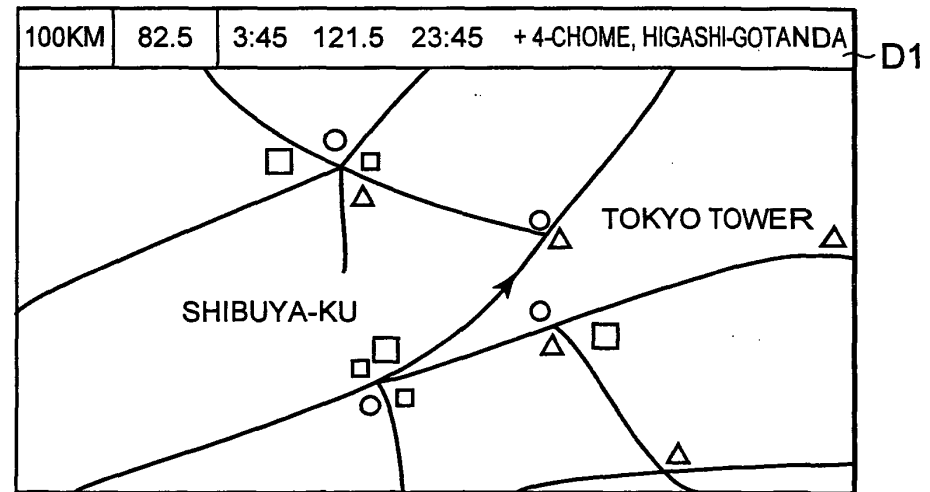 100KM 82.5 3:45 121.5 23:45 + 4-CHOME, HIGASHI-GOTANDA
D1
TOKYO TOWER
SHIBUYA-KU